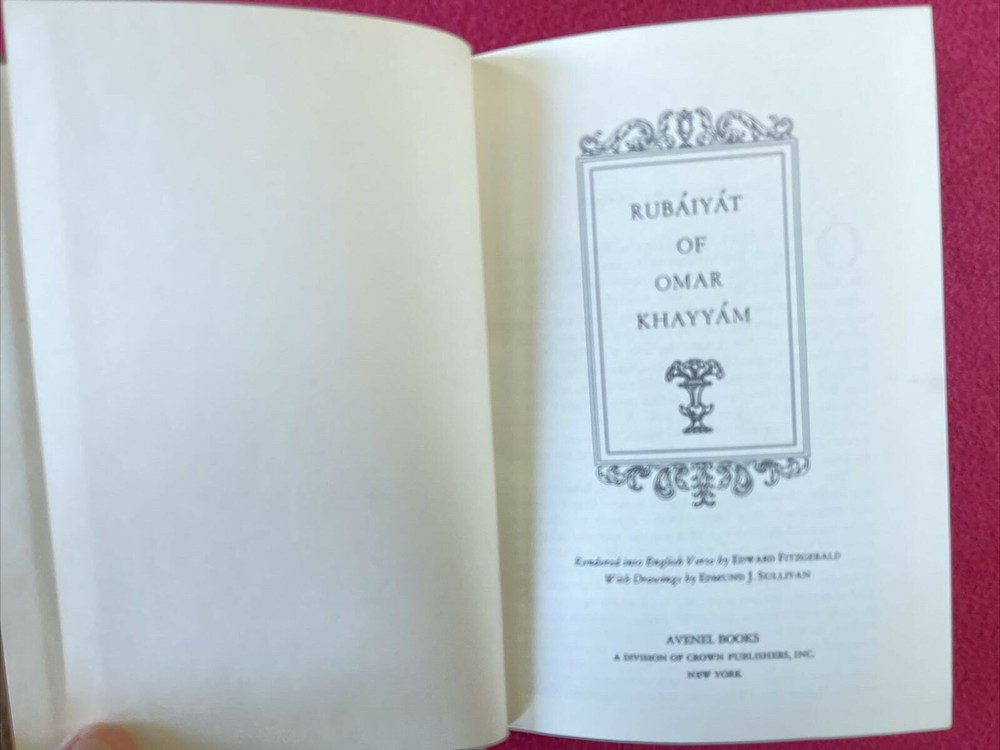 RUBÁIYÁT
OF
OMAR
KHAYYÁM
Rendered into English Verse by EDWARD FITZGERALD
With Drawings by EDMUND J. SULLIVAN
AVENEL BOOKS
A DIVISION OF CROWN PUBLISHERS, INC.
NEW YORK